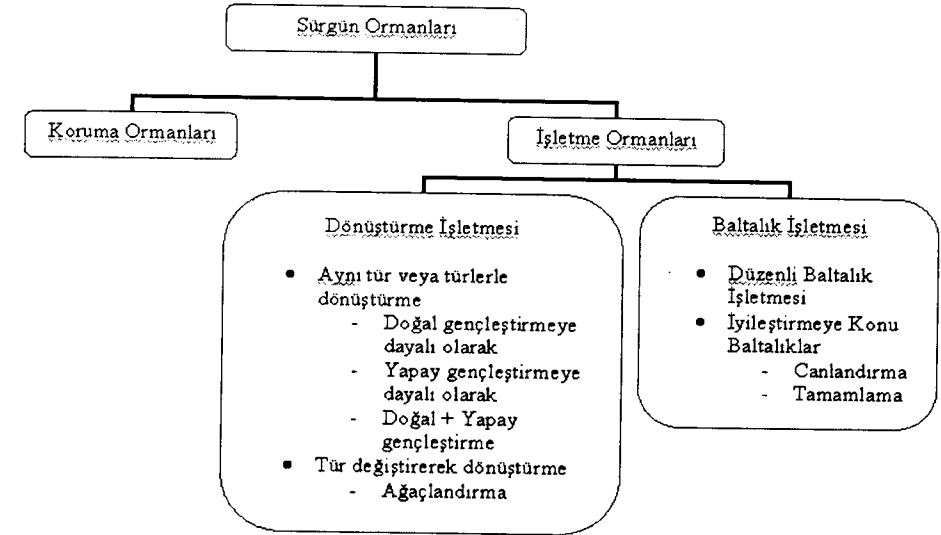 Sürgün Ormanları
Koruma Ormanları
İşletme Ormanları
Dönüştürme İşletmesi
• Aynı tür veya türlerle
dönüştürme
- Doğal gençleştirmeye
dayalı olarak
- Yapay gençleştirmeye
dayalı olarak
- Doğal + Yapay
gençleştirme
• Tür değiştirerek dönüştürme
- Ağaçlandırma
Baltalık İşletmesi
• Düzenli Baltalık
İşletmesi
• İyileştirmeye Konu
Baltalıklar
- Canlandırma
- Tamamlama